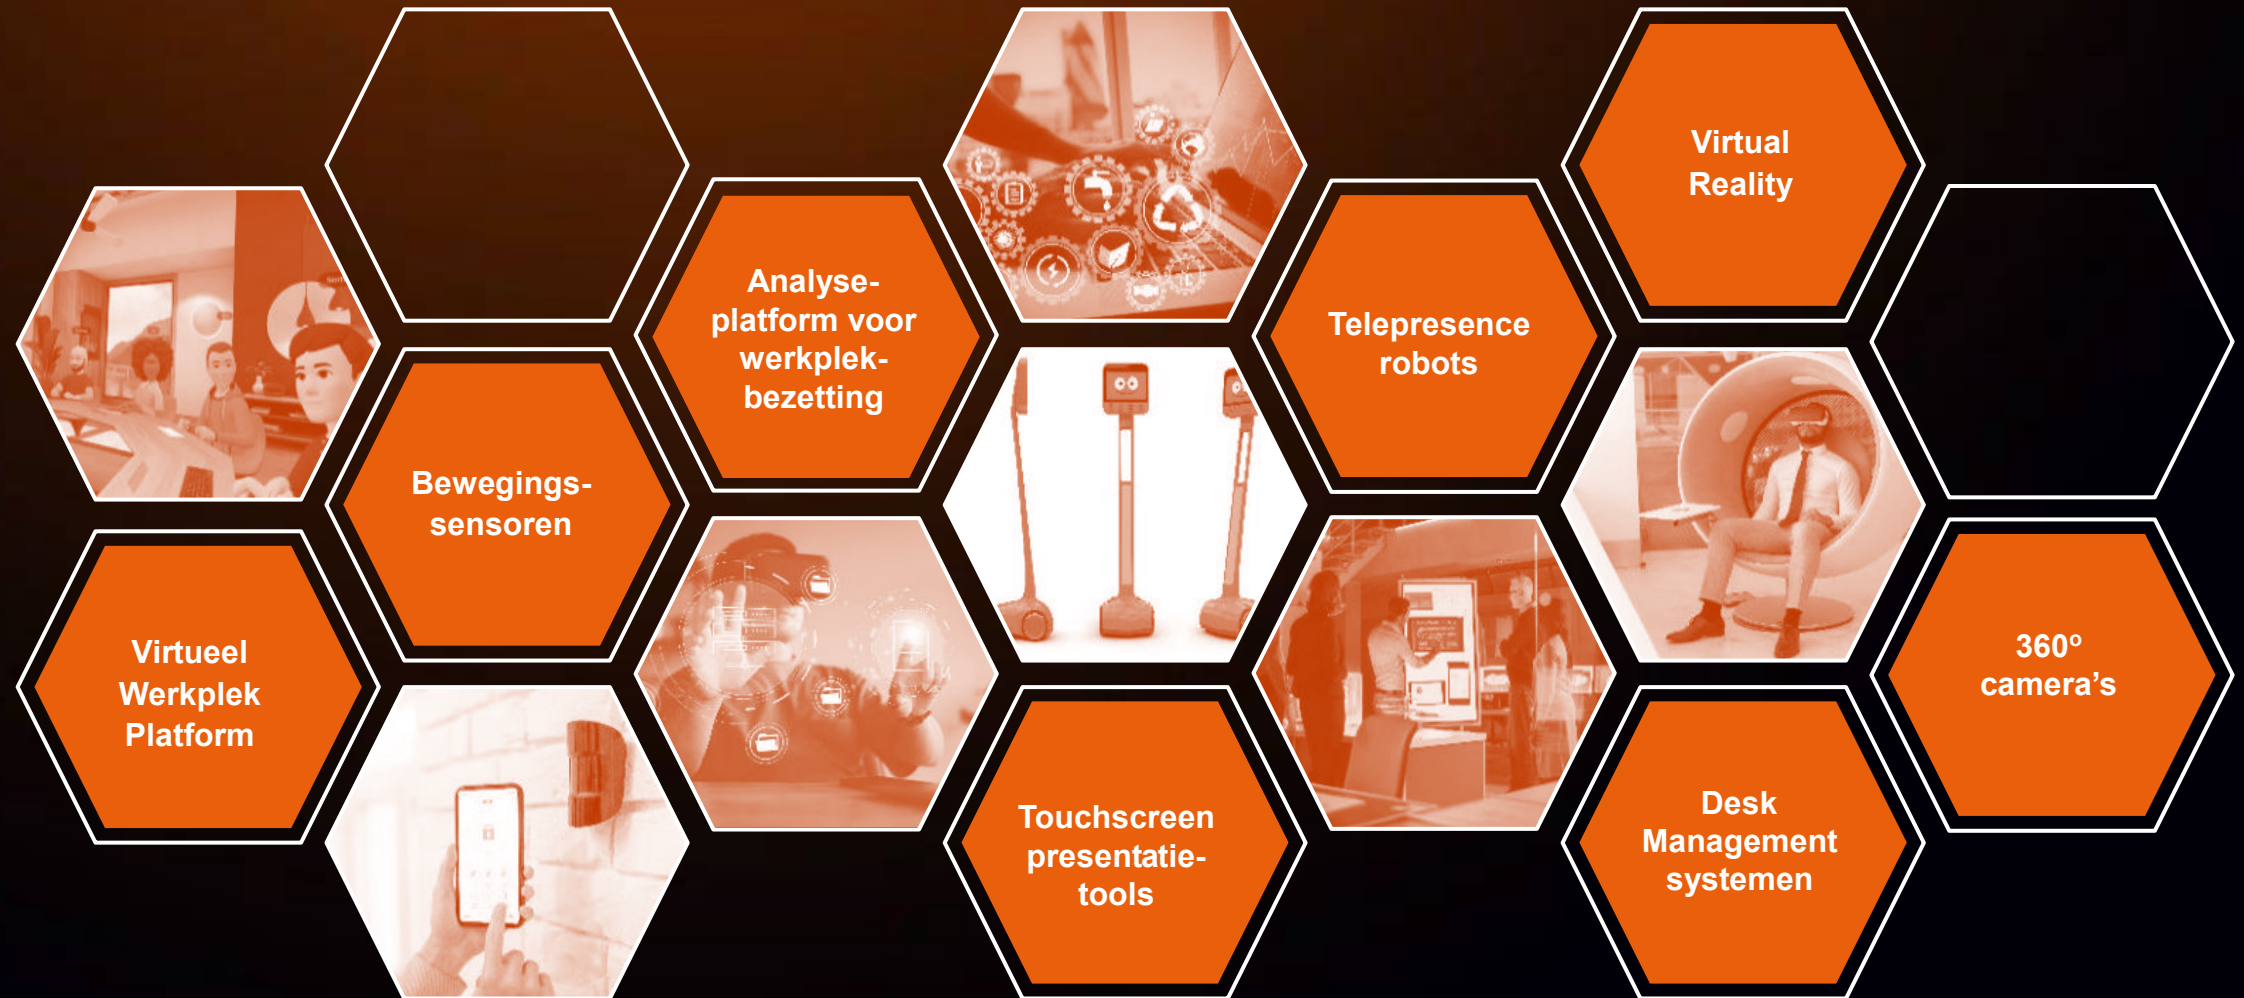 Virtual
Reality
Analyse-
platform voor
werkplek-
bezetting
Telepresence
robots
Bewegings-
sensoren
Virtueel
Werkplek
Platform
360º
camera's
Touchscreen
presentatie-
tools
Desk
Management
systemen